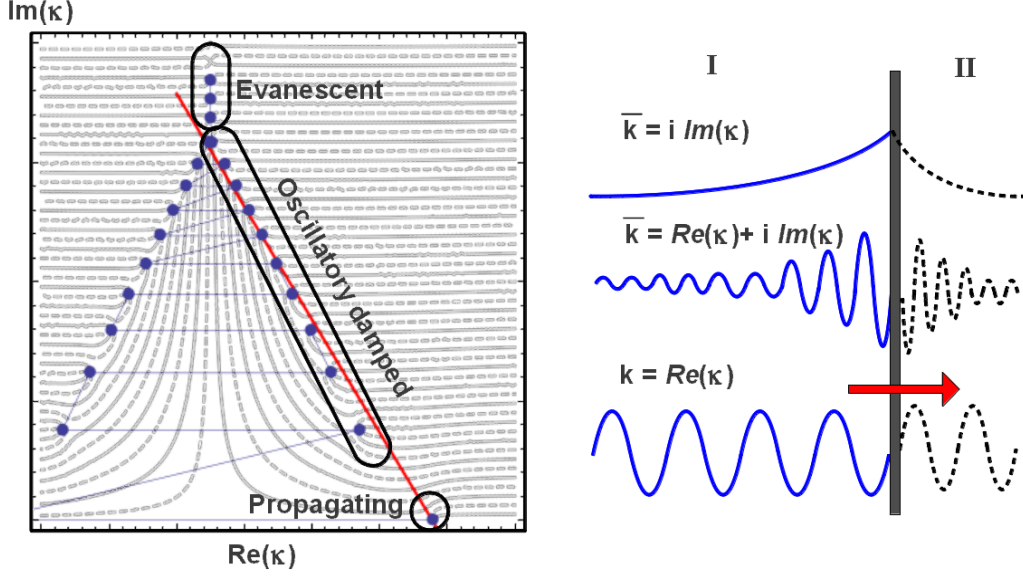 Im(κ)
Evanescent
Oscillatory damped
Propagating
Re(κ)
I
II
k̅ = i Im(κ)
k̅ = Re(κ)+ i Im(κ)
k = Re(κ)